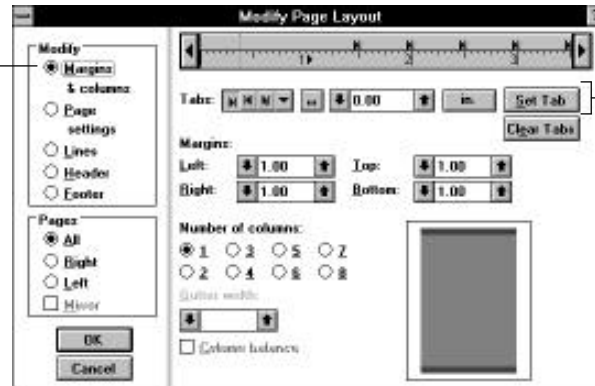 Modify Page Layout
Modify
Margins
& columns
Page
settings
Lines
Header
Footer
Pages
All
Right
Left
Mirror
OK
Cancel
1 2 3
Tabs: 0.00 in. Set Tab
Clear Tabs
Margins:
Left: 1.00 Top: 1.00
Right: 1.00 Bottom: 1.00
Number of columns:
1 3 5 7
2 4 6 8
Gutter width:
Column balance